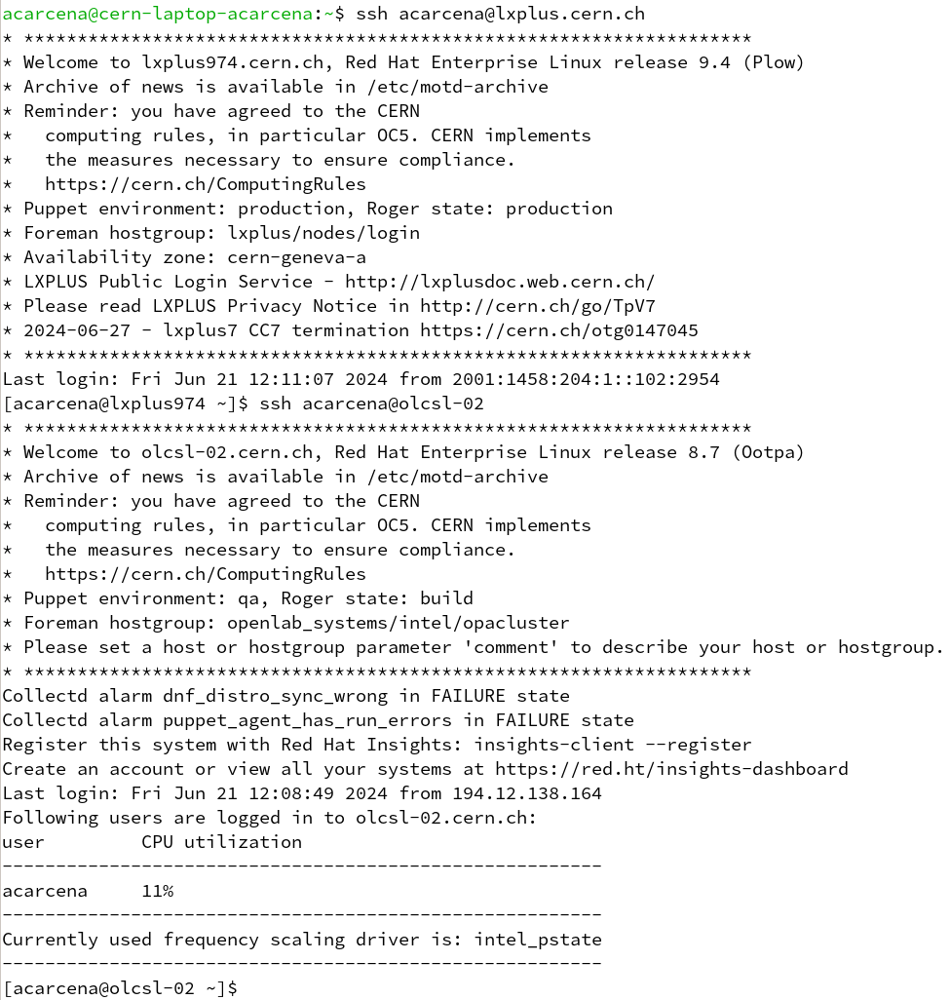 acarcena@cern-laptop-acarcena:~$ ssh acarcena@lxplus.cern.ch
* ********************************************************************
* Welcome to lxplus974.cern.ch, Red Hat Enterprise Linux release 9.4 (Plow)
* Archive of news is available in /etc/motd-archive
* Reminder: you have agreed to the CERN
*   computing rules, in particular OC5. CERN implements
*   the measures necessary to ensure compliance.
*   https://cern.ch/ComputingRules
* Puppet environment: production, Roger state: production
* Foreman hostgroup: lxplus/nodes/login
* Availability zone: cern-geneva-a
* LXPLUS Public Login Service - http://lxplusdoc.web.cern.ch/
* Please read LXPLUS Privacy Notice in http://cern.ch/go/TpV7
* 2024-06-27 - lxplus7 CC7 termination https://cern.ch/otg0147045
* ********************************************************************
Last login: Fri Jun 21 12:11:07 2024 from 2001:1458:204:1::102:2954
[acarcena@lxplus974 ~]$ ssh acarcena@olcsl-02
* ********************************************************************
* Welcome to olcsl-02.cern.ch, Red Hat Enterprise Linux release 8.7 (Ootpa)
* Archive of news is available in /etc/motd-archive
* Reminder: you have agreed to the CERN
*   computing rules, in particular OC5. CERN implements
*   the measures necessary to ensure compliance.
*   https://cern.ch/ComputingRules
* Puppet environment: qa, Roger state: build
* Foreman hostgroup: openlab_systems/intel/opacluster
* Please set a host or hostgroup parameter 'comment' to describe your host or hostgroup.
* ********************************************************************
Collectd alarm dnf_distro_sync_wrong in FAILURE state
Collectd alarm puppet_agent_has_run_errors in FAILURE state
Register this system with Red Hat Insights: insights-client --register
Create an account or view all your systems at https://red.ht/insights-dashboard
Last login: Fri Jun 21 12:08:49 2024 from 194.12.138.164
Following users are logged in to olcsl-02.cern.ch:
user         CPU utilization
--------------------------------------------------------
acarcena     11%
--------------------------------------------------------
Currently used frequency scaling driver is: intel_pstate
--------------------------------------------------------
[acarcena@olcsl-02 ~]$